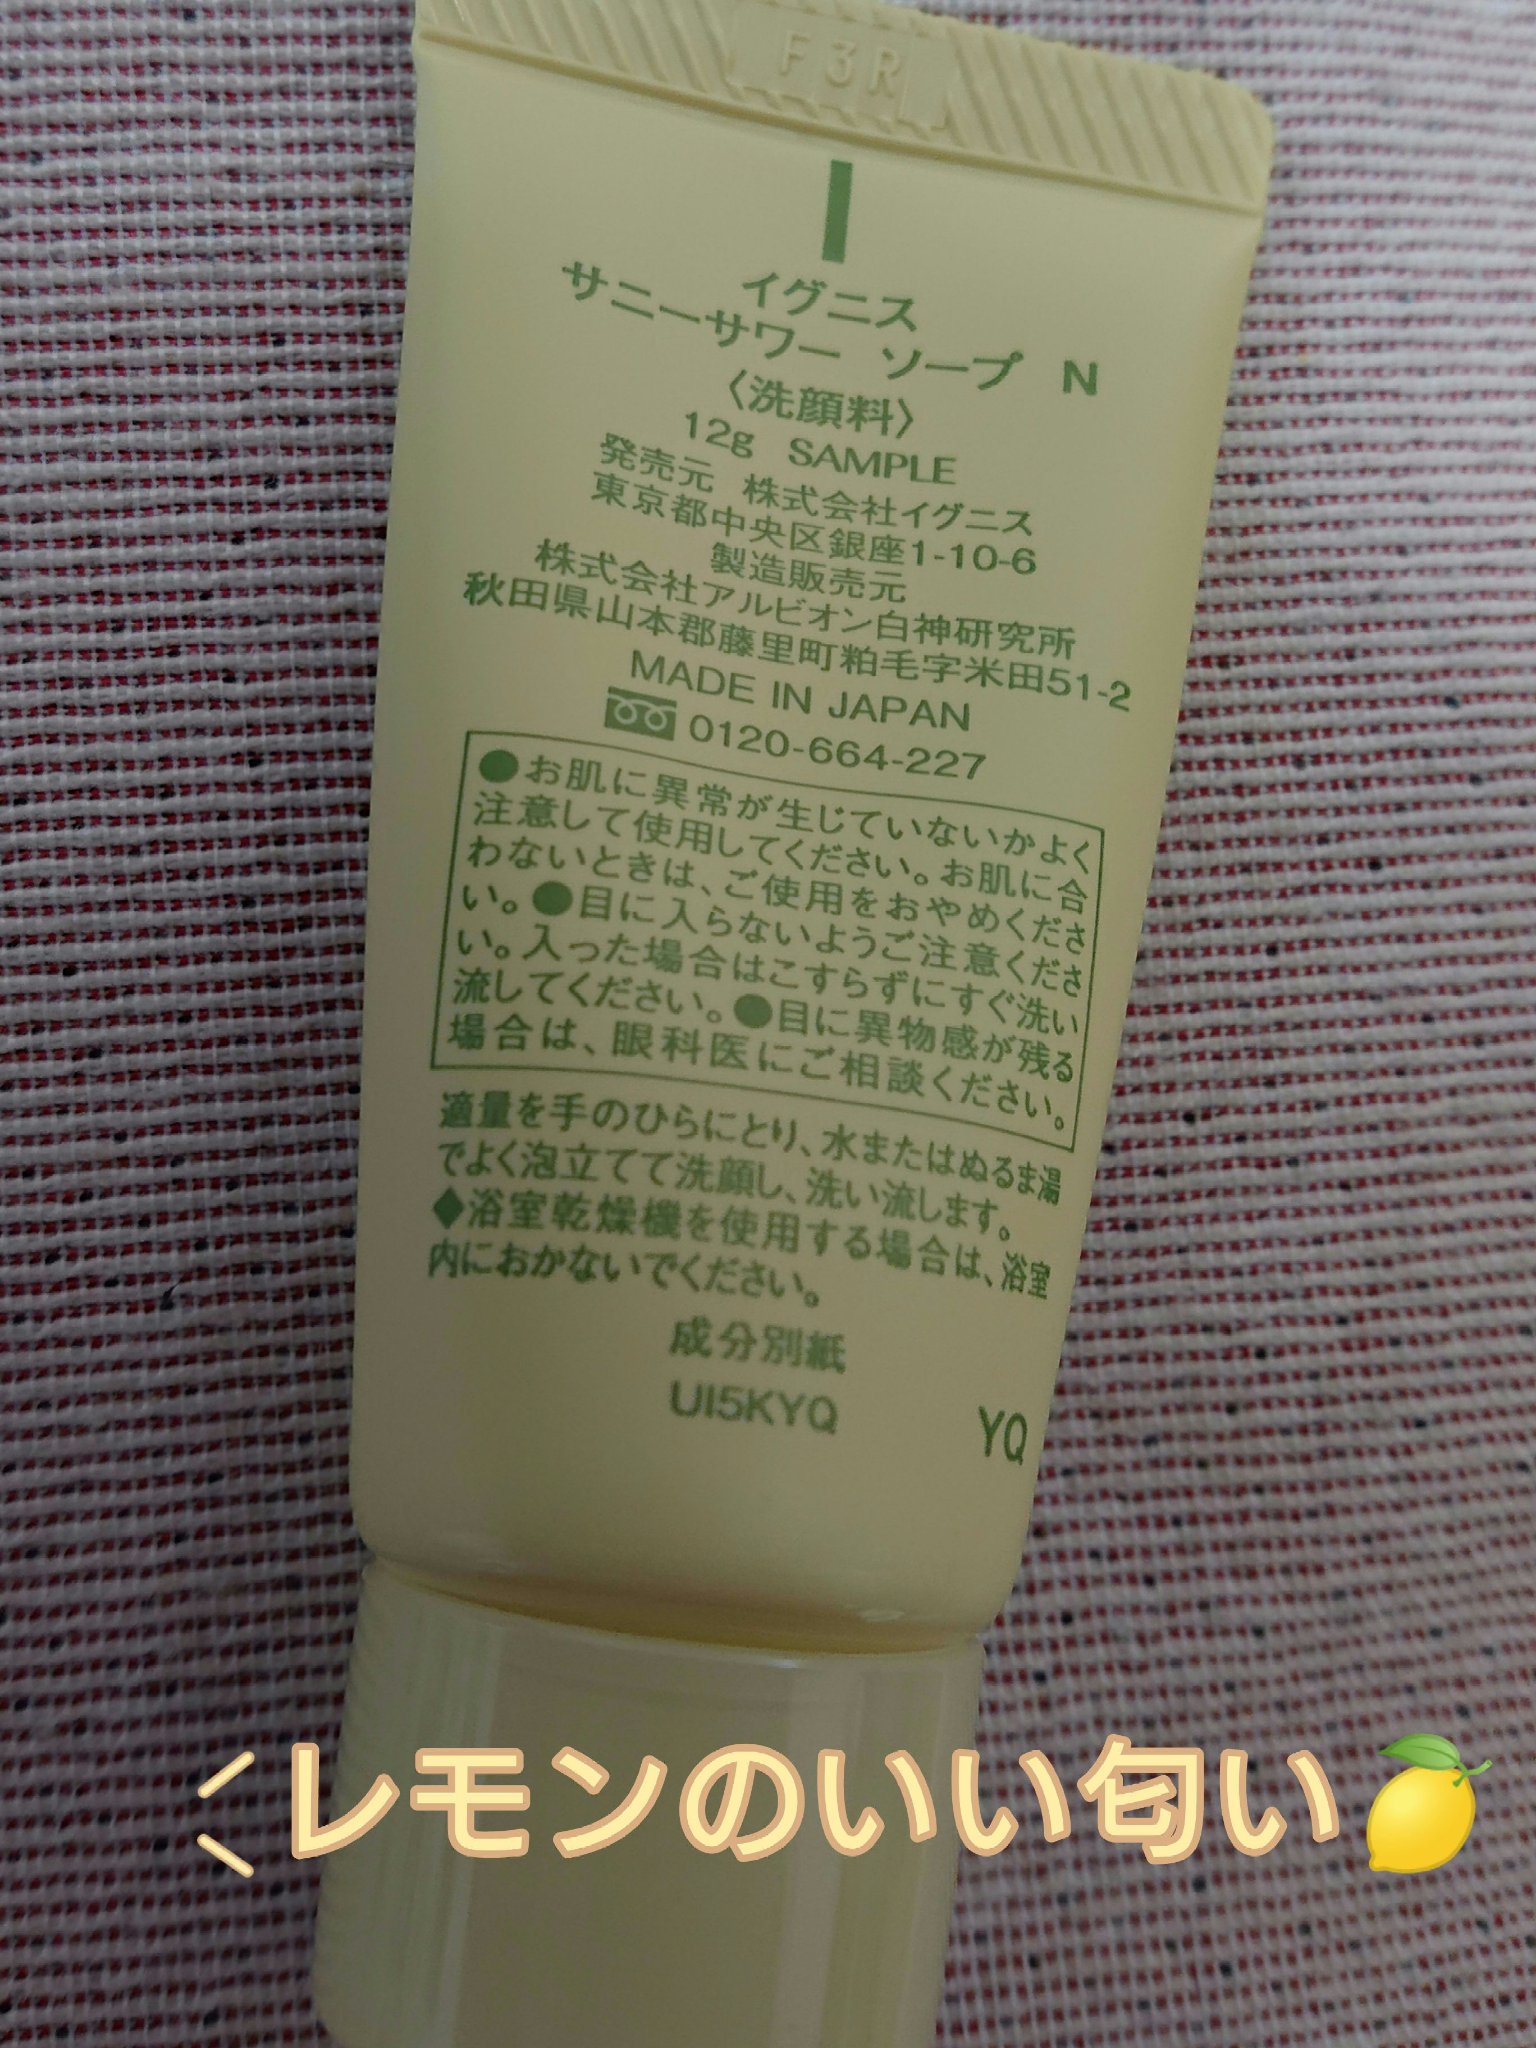 F3R
イグニス
サニーサワー ソープ N
〈洗顔料〉
12g SAMPLE
発売元 株式会社イグニス
東京都中央区銀座1-10-6
製造販売元
株式会社アルビオン白神研究所
秋田県山本郡藤里町粕毛字米田51-2
MADE IN JAPAN
0120-664-227
●お肌に異常が生じていないかよく
注意して使用してください。お肌に合
わないときは、ご使用をおやめくださ
い。●目に入らないようご注意くださ
い。入った場合はこすらずにすぐ洗い
流してください。●目に異物感が残る
場合は、眼科医にご相談ください。
適量を手のひらにとり、水またはぬるま湯
でよく泡立てて洗顔し、洗い流します。
◆浴室乾燥機を使用する場合は、浴室
内におかないでください。
成分別紙
UI5KYQ
YQ
レモンのいい匂い🍋